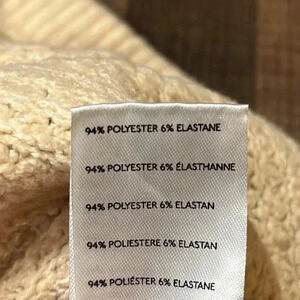 94% POLYESTER 6% ELASTANE
94% POLYESTER 6% ÉLASTHANNE
94% POLYESTER 6% ELASTAN
94% POLIESTERE 6% ELASTAN
94% POLIÉSTER 6% ELASTANE